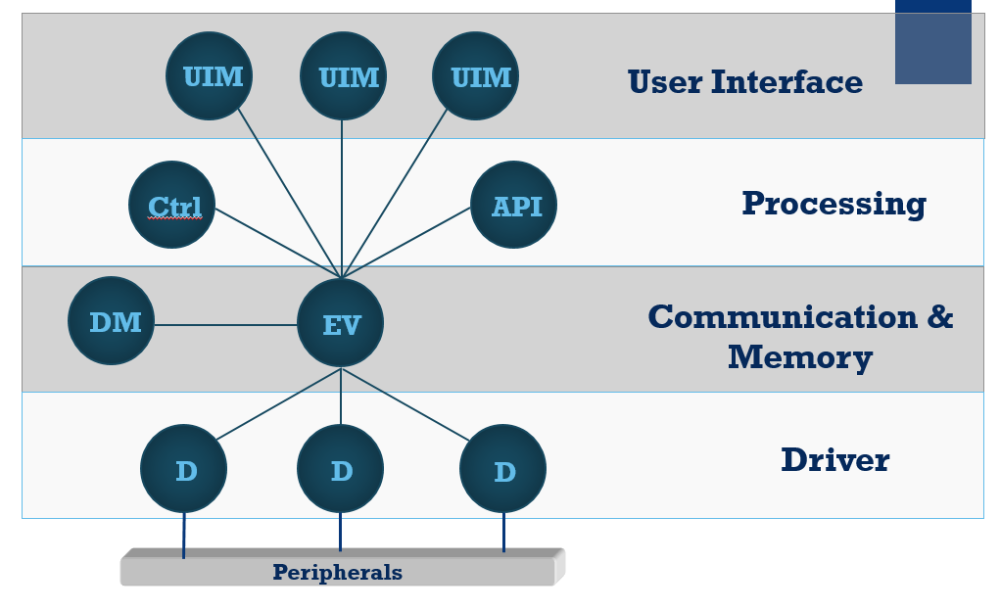 UIM UIM UIM
User Interface
Ctrl API
Processing
DM EV
Communication &
Memory
D D D
Driver
Peripherals